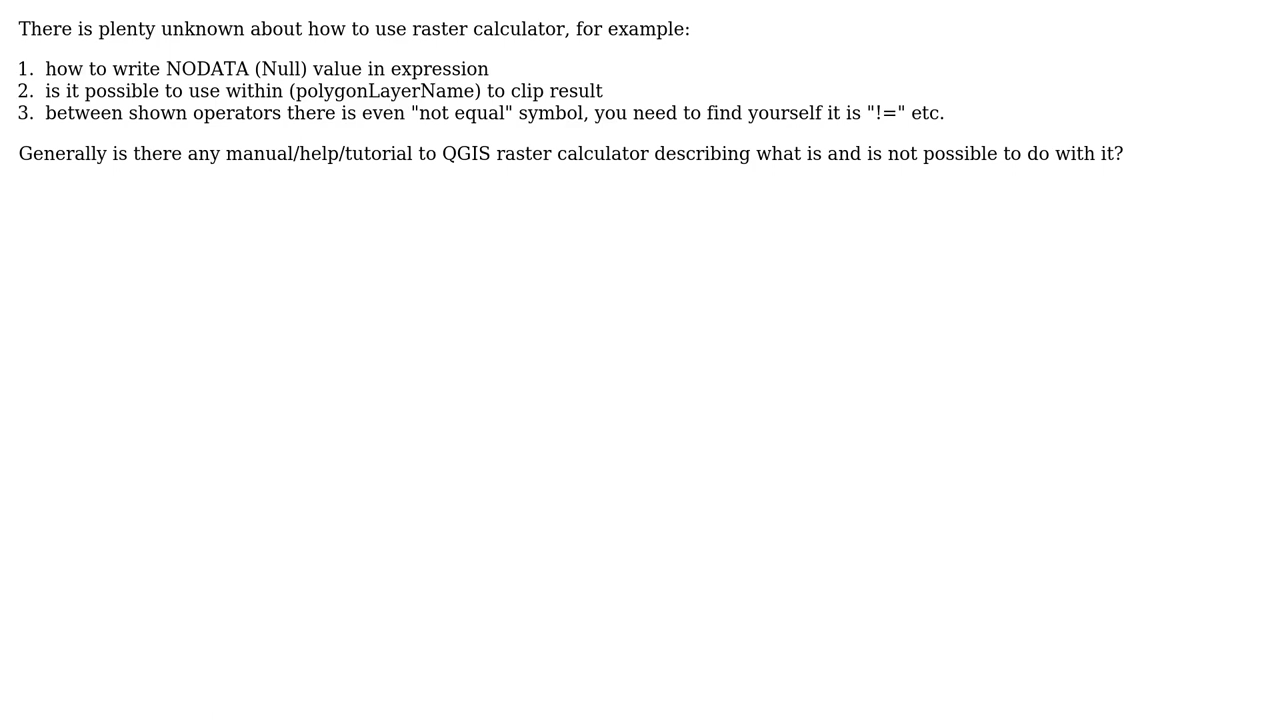 There is plenty unknown about how to use raster calculator, for example:
1. how to write NODATA (Null) value in expression
2. is it possible to use within (polygonLayerName) to clip result
3. between shown operators there is even "not equal" symbol, you need to find yourself it is "!=" etc.
Generally is there any manual/help/tutorial to QGIS raster calculator describing what is and is not possible to do with it?